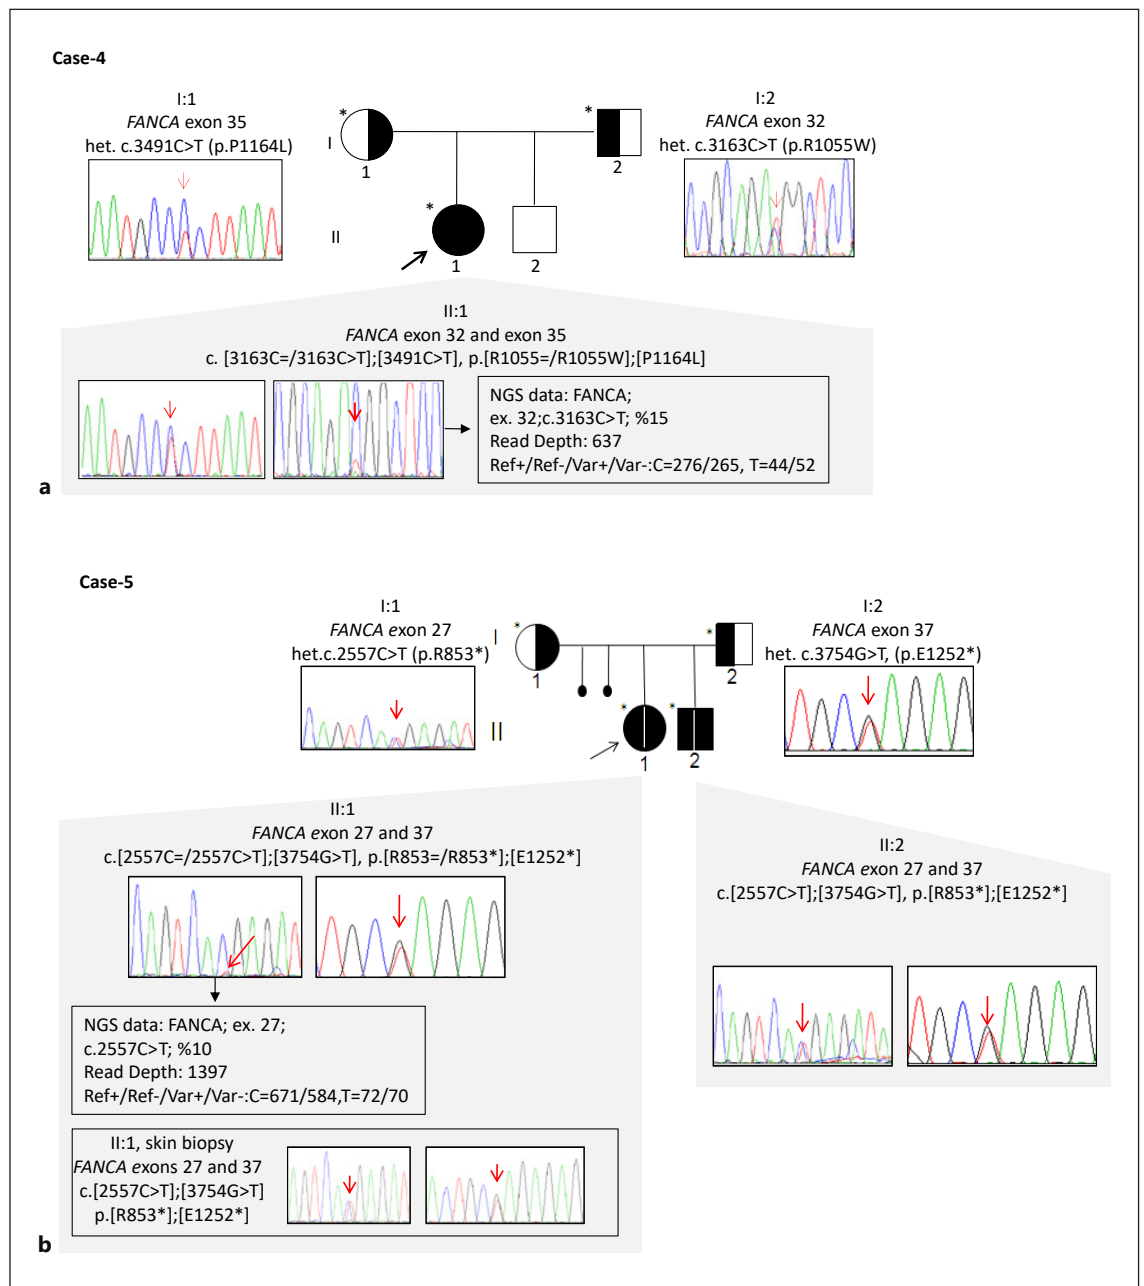 Case-4
I:1
FANCA exon 35
het. c.3491C>T (p.P1164L)
I:2
FANCA exon 32
het. c.3163C>T (p.R1055W)
*
*
I
1
2
*
II
1
2
II:1
FANCA exon 32 and exon 35
c. [3163C=/3163C>T];[3491C>T], p.[R1055=/R1055W];[P1164L]
NGS data: FANCA;
ex. 32;c.3163C>T; %15
Read Depth: 637
Ref+/Ref-/Var+/Var-:C=276/265, T=44/52
a
Case-5
I:1
FANCA exon 27
het.c.2557C>T (p.R853*)
I:2
FANCA exon 37
het. c.3754G>T, (p.E1252*)
*
*
I
1
2
*
*
II
1
2
II:1
FANCA exon 27 and 37
c.[2557C=/2557C>T];[3754G>T], p.[R853=/R853*];[E1252*]
II:2
FANCA exon 27 and 37
c.[2557C>T];[3754G>T], p.[R853*];[E1252*]
NGS data: FANCA; ex. 27;
c.2557C>T; %10
Read Depth: 1397
Ref+/Ref-/Var+/Var-:C=671/584,T=72/70
II:1, skin biopsy
FANCA exons 27 and 37
c.[2557C>T];[3754G>T]
p.[R853*];[E1252*]
b